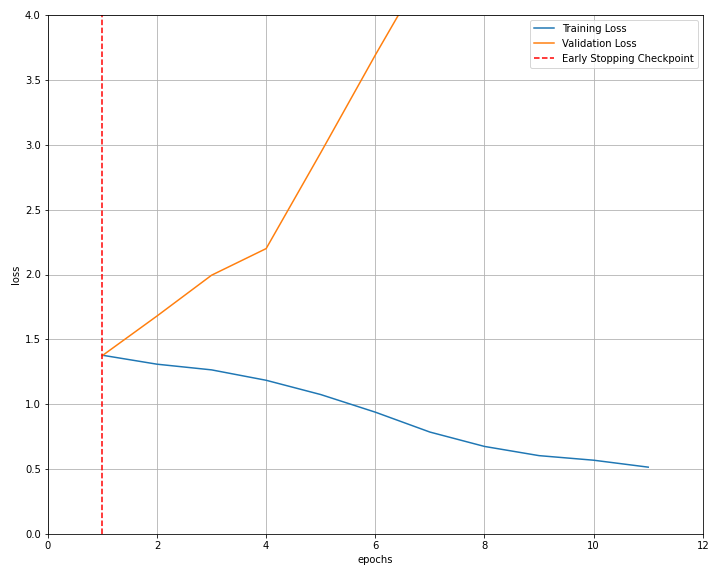 Training Loss
Validation Loss
Early Stopping Checkpoint
4.0
3.5
3.0
2.5
2.0
1.5
1.0
0.5
0.0
loss
0 2 4 6 8 10 12
epochs